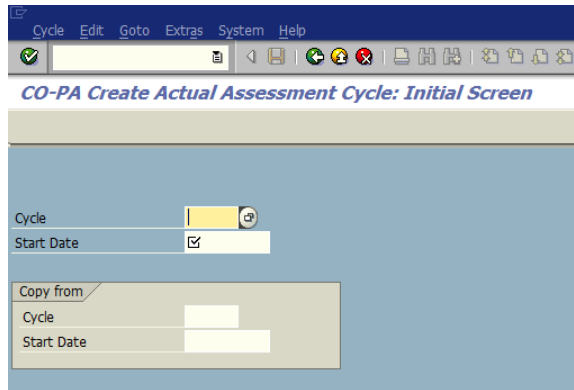 Cycle Edit Goto Extras System Help
CO-PA Create Actual Assessment Cycle: Initial Screen
Cycle
Start Date
Copy from
Cycle
Start Date